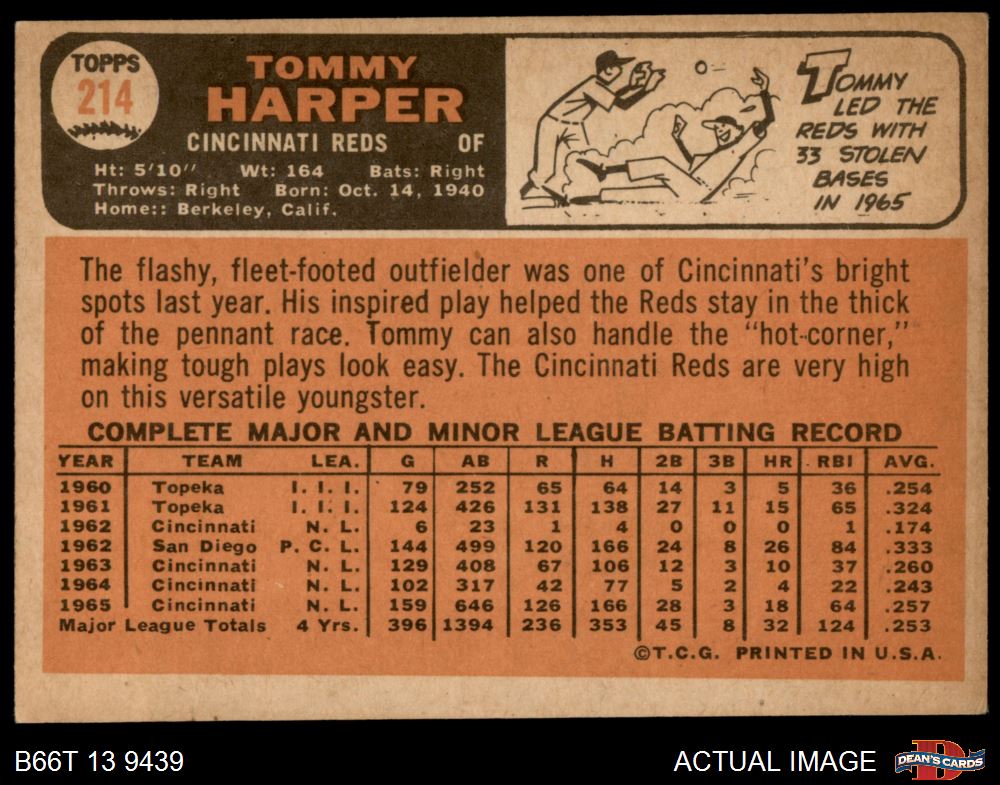 TOPPS
214
TOMMY
HARPER
CINCINNATI REDS OF
Ht: 5'10" Wt: 164 Bats: Right
Throws: Right Born: Oct. 14, 1940
Home:: Berkeley, Calif.
TOMMY
LED THE
REDS WITH
33 STOLEN
BASES
IN 1965
The flashy, fleet-footed outfielder was one of Cincinnati's bright
spots last year. His inspired play helped the Reds stay in the thick
of the pennant race. Tommy can also handle the "hot-corner,"
making tough plays look easy. The Cincinnati Reds are very high
on this versatile youngster.
COMPLETE MAJOR AND MINOR LEAGUE BATTING RECORD
YEAR TEAM LEA. G AB R H 2B 3B HR RBI AVG.
1960 Topeka I. I. I. 79 252 65 64 14 3 5 36 .254
1961 Topeka I. I. I. 124 426 131 138 27 11 15 65 .324
1962 Cincinnati N. L. 6 23 1 4 0 0 0 1 .174
1962 San Diego P. C. L. 144 499 120 166 24 8 26 84 .333
1963 Cincinnati N. L. 129 408 67 106 12 3 10 37 .260
1964 Cincinnati N. L. 102 317 42 77 5 2 4 22 .243
1965 Cincinnati N. L. 159 646 126 166 28 3 18 64 .257
Major League Totals 4 Yrs. 396 1394 236 353 45 8 32 124 .253
©T.C.G. PRINTED IN U.S.A.
B66T 13 9439
ACTUAL IMAGE
DEAN'S CARDS